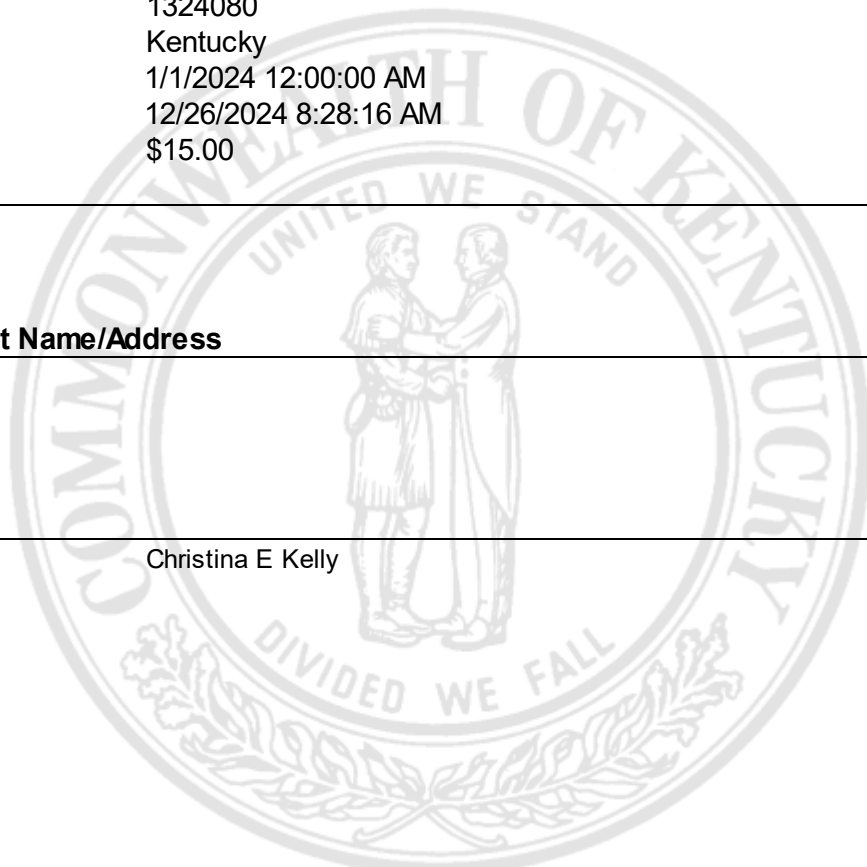 1324080
Kentucky
1/1/2024 12:00:00 AM
12/26/2024 8:28:16 AM
$15.00
t Name/Address
Christina E Kelly
COMMONWEALTH OF KENTUCKY
UNITED WE STAND
DIVIDED WE FALL